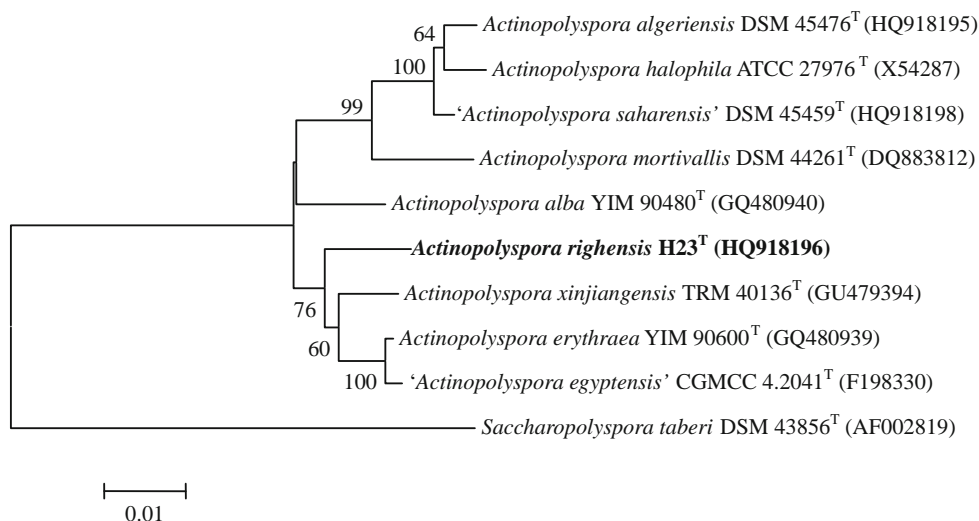 64
Actinopolyspora algeriensis DSM 45476T (HQ918195)
100
Actinopolyspora halophila ATCC 27976 T (X54287)
99
'Actinopolyspora saharensis' DSM 45459T (HQ918198)
Actinopolyspora mortivallis DSM 44261T (DQ883812)
Actinopolyspora alba YIM 90480T (GQ480940)
Actinopolyspora righensis H23T (HQ918196)
76
Actinopolyspora xinjiangensis TRM 40136T (GU479394)
60
Actinopolyspora erythraea YIM 90600T (GQ480939)
100
'Actinopolyspora egyptensis' CGMCC 4.2041T (F198330)
Saccharopolyspora taberi DSM 43856T (AF002819)
0.01